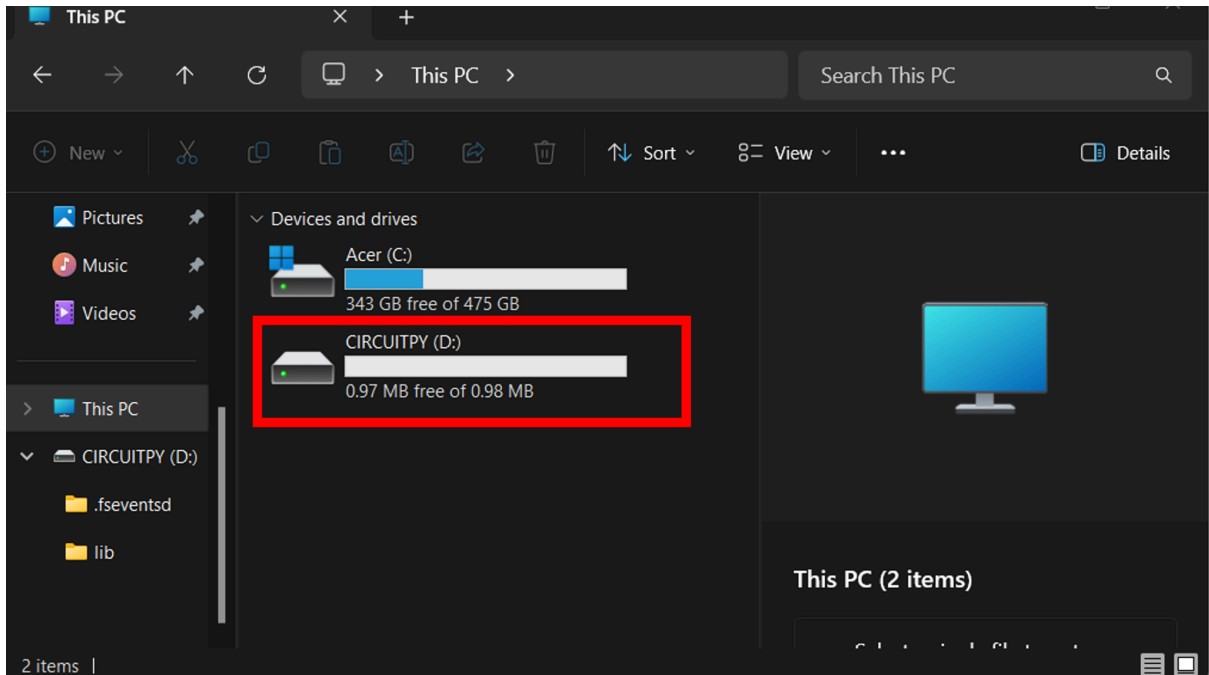 This PC
This PC
Search This PC
New
Sort
View
Details
Pictures
Music
Videos
This PC
CIRCUITPY (D:)
.fseventsd
lib
Devices and drives
Acer (C:)
343 GB free of 475 GB
CIRCUITPY (D:)
0.97 MB free of 0.98 MB
This PC (2 items)
2 items